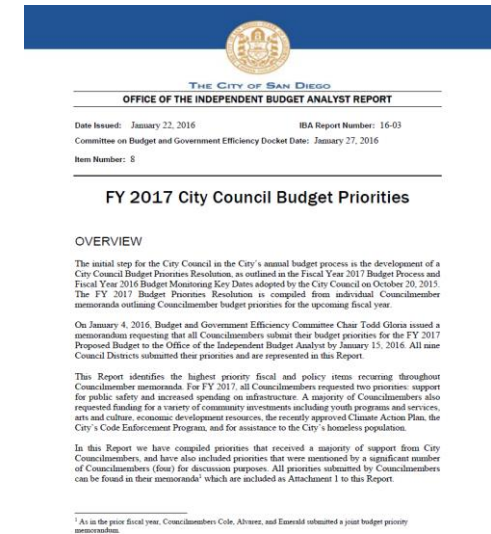 THE CITY OF SAN DIEGO
OFFICE OF THE INDEPENDENT BUDGET ANALYST REPORT
Date Issued: January 22, 2016 IBA Report Number: 16-03
Committee on Budget and Government Efficiency Docket Date: January 27, 2016
Item Number: 8
FY 2017 City Council Budget Priorities
OVERVIEW
The initial step for the City Council in the City's annual budget process is the development of a
City Council Budget Priorities Resolution, as outlined in the Fiscal Year 2017 Budget Process and
Fiscal Year 2016 Budget Monitoring Key Dates adopted by the City Council on October 20, 2015.
The FY 2017 Budget Priorities Resolution is compiled from individual Councilmember
memoranda outlining Councilmember budget priorities for the upcoming fiscal year.
On January 4, 2016, Budget and Government Efficiency Committee Chair Todd Gloria issued a
memorandum requesting that all Councilmembers submit their budget priorities for the FY 2017
Proposed Budget to the Office of the Independent Budget Analyst by January 15, 2016. All nine
Council Districts submitted their priorities and are represented in this Report.
This Report identifies the highest priority fiscal and policy items recurring throughout
Councilmember memoranda. For FY 2017, all Councilmembers requested two priorities: support
for public safety and increased spending on infrastructure. A majority of Councilmembers also
requested funding for a variety of community investments including youth programs and services,
arts and culture, economic development resources, the recently approved Climate Action Plan, the
City's Code Enforcement Program, and for assistance to the City's homeless population.
In this Report we have compiled priorities that received a majority of support from City
Councilmembers, and have also included priorities that were mentioned by a significant number
of Councilmembers (four) for discussion purposes. All priorities submitted by Councilmembers
can be found in their memoranda¹ which are included as Attachment 1 to this Report.
¹ As in the prior fiscal year, Councilmembers Cole, Alvarez, and Emerald submitted a joint budget priority
memorandum.